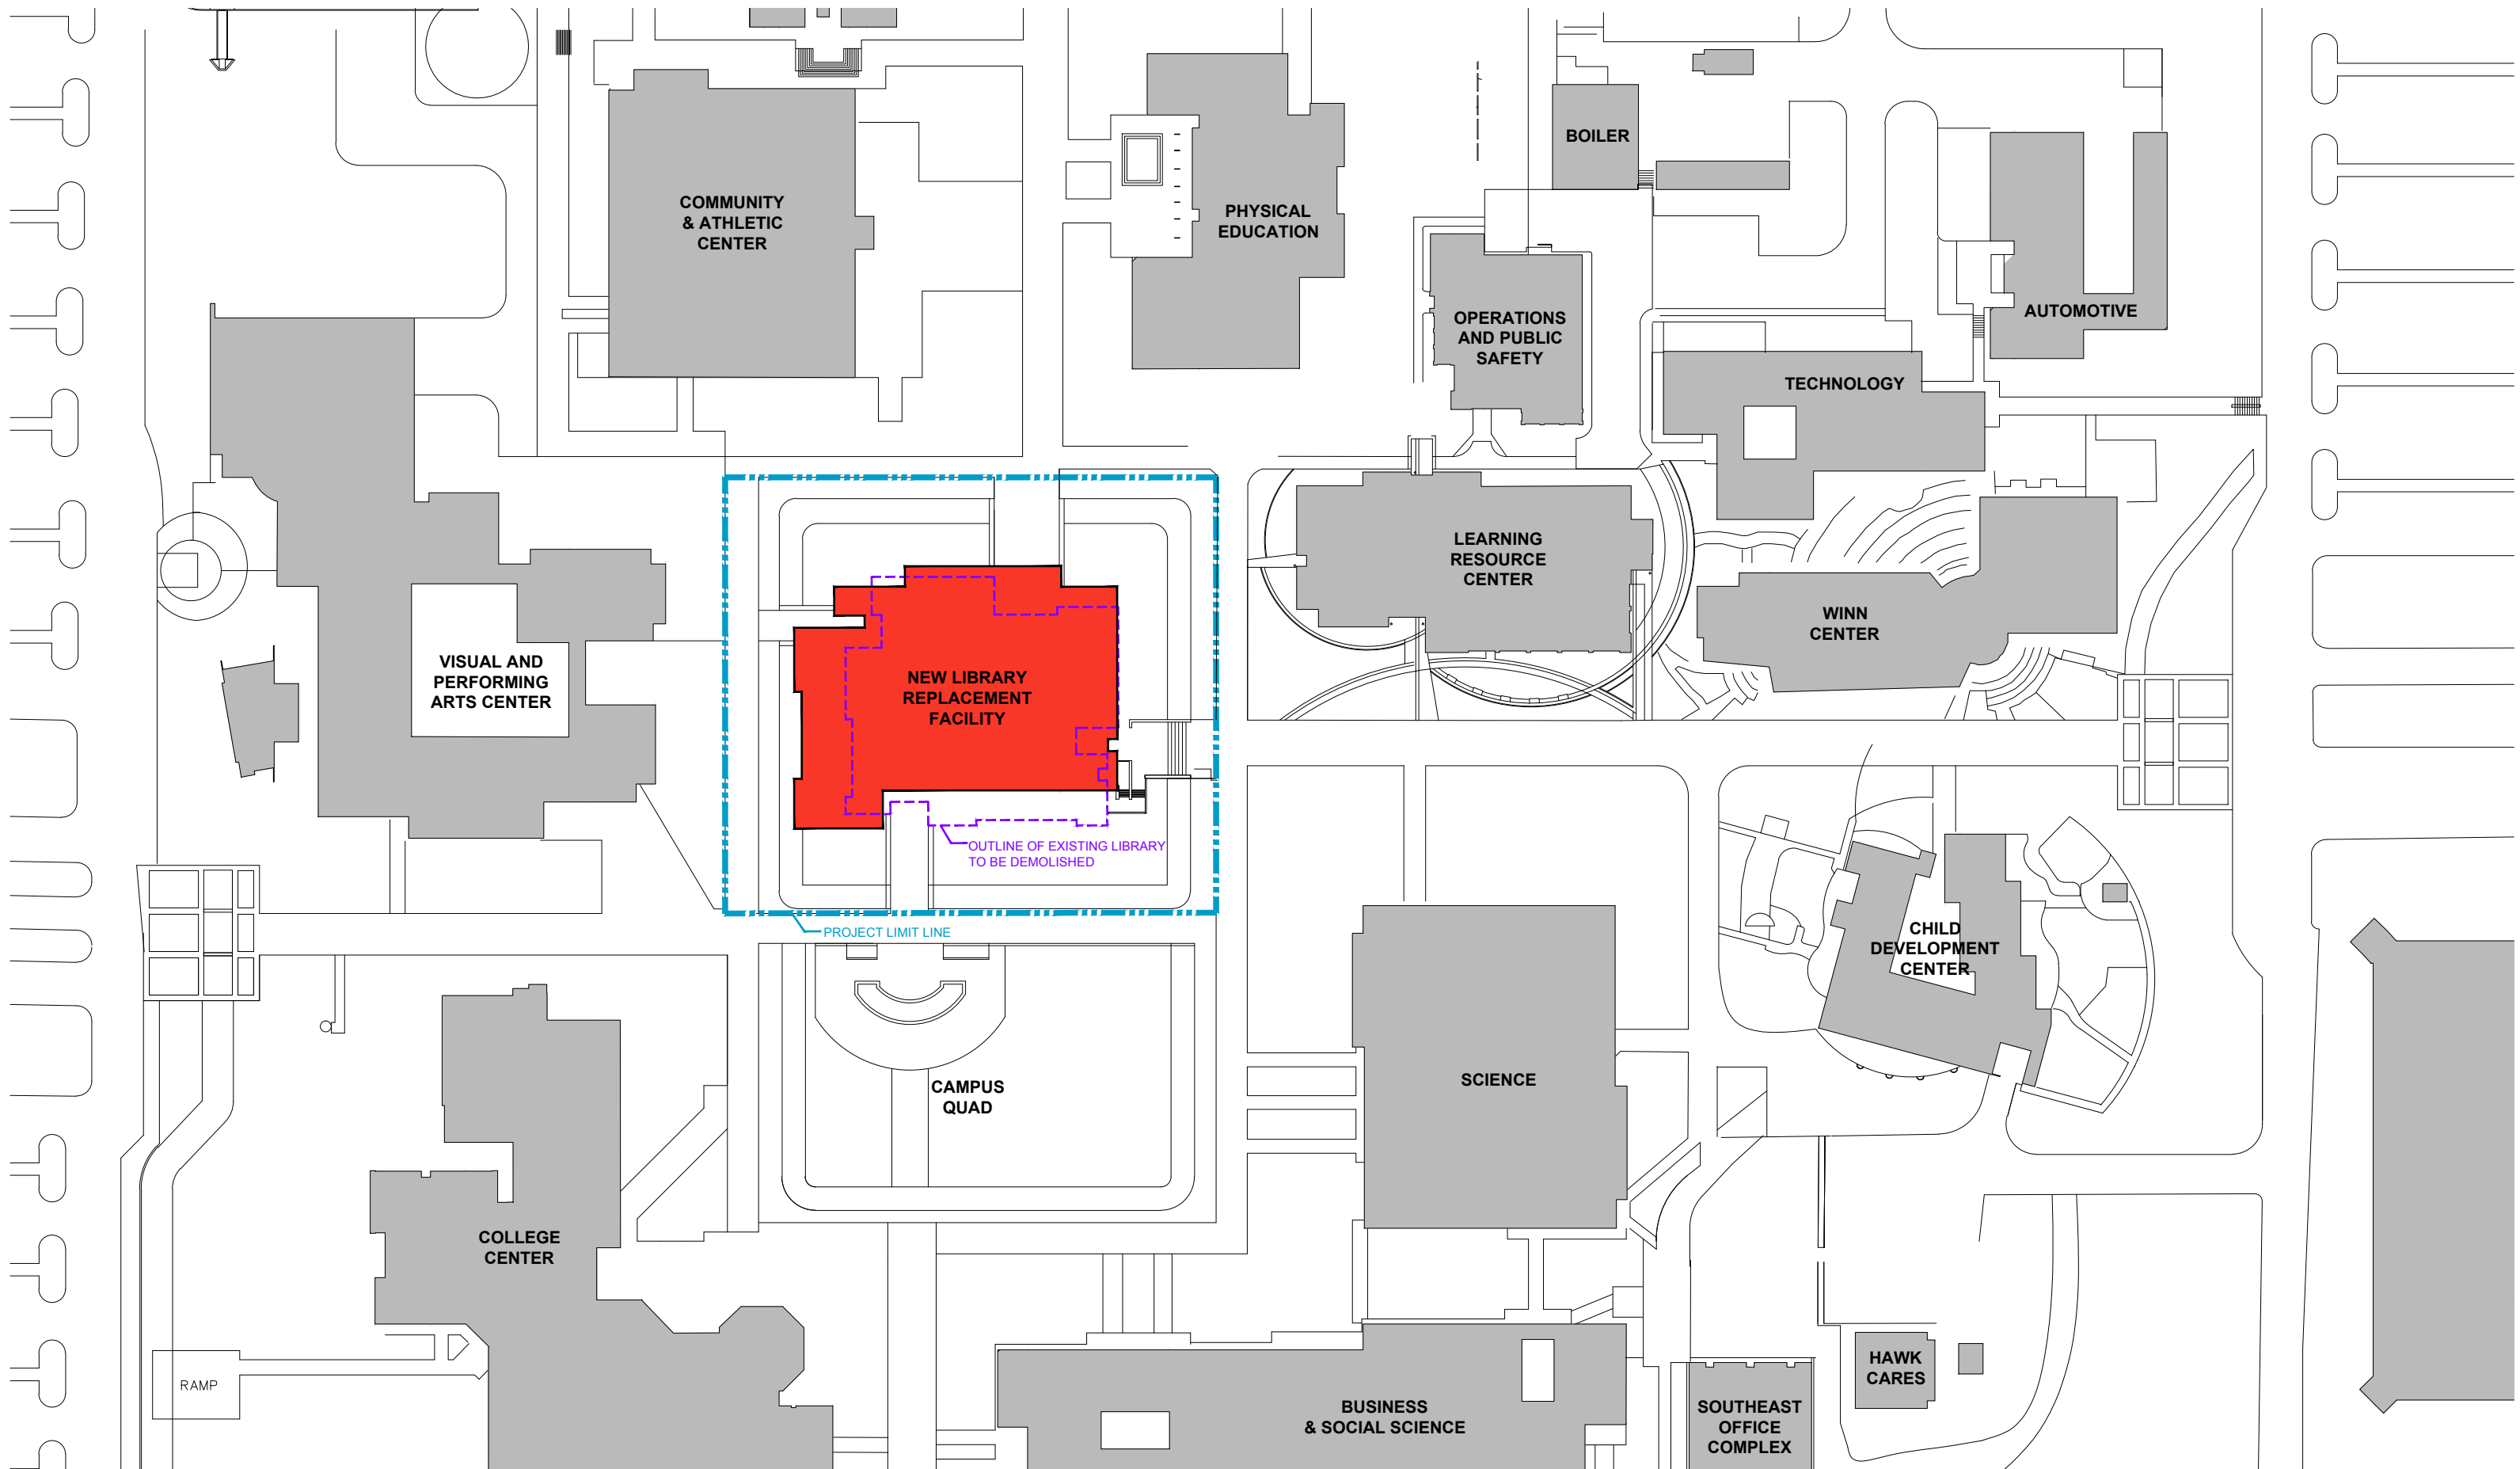 BOILER
COMMUNITY
& ATHLETIC
CENTER
PHYSICAL
EDUCATION
OPERATIONS
AND PUBLIC
SAFETY
AUTOMOTIVE
TECHNOLOGY
LEARNING
RESOURCE
CENTER
WINN
CENTER
VISUAL AND
PERFORMING
ARTS CENTER
NEW LIBRARY
REPLACEMENT
FACILITY
OUTLINE OF EXISTING LIBRARY
TO BE DEMOLISHED
PROJECT LIMIT LINE
CHILD
DEVELOPMENT
CENTER
CAMPUS
QUAD
SCIENCE
COLLEGE
CENTER
RAMP
HAWK
CARES
BUSINESS
& SOCIAL SCIENCE
SOUTHEAST
OFFICE
COMPLEX